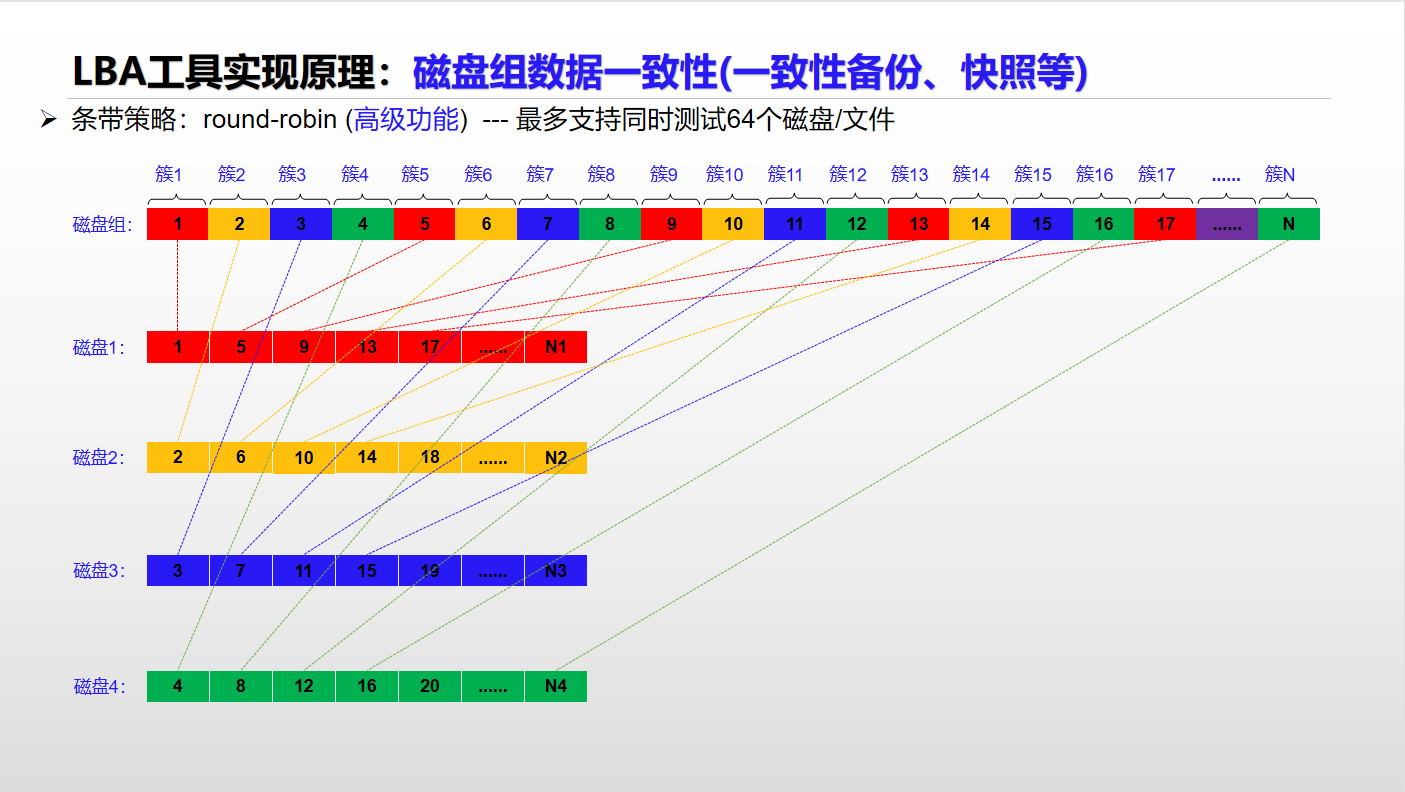 LBA工具实现原理：磁盘组数据一致性(一致性备份、快照等)
➢ 条带策略：round-robin (高级功能) --- 最多支持同时测试64个磁盘/文件
簇1 簇2 簇3 簇4 簇5 簇6 簇7 簇8 簇9 簇10 簇11 簇12 簇13 簇14 簇15 簇16 簇17 ...... 簇N
磁盘组： 1 2 3 4 5 6 7 8 9 10 11 12 13 14 15 16 17 ...... N
磁盘1： 1 5 9 13 17 ...... N1
磁盘2： 2 6 10 14 18 ...... N2
磁盘3： 3 7 11 15 19 ...... N3
磁盘4： 4 8 12 16 20 ...... N4